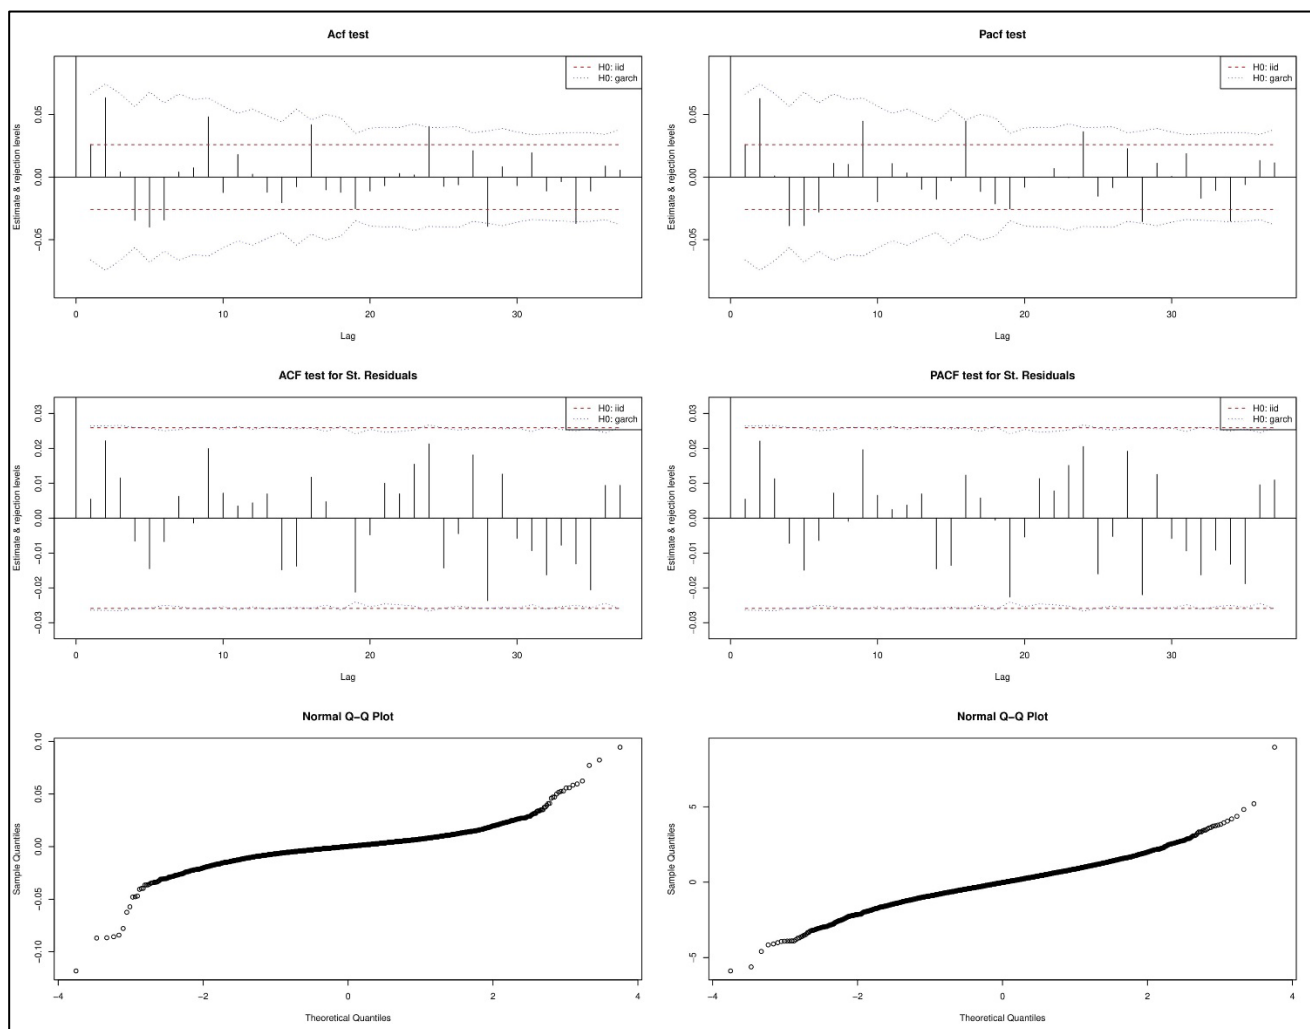 Acf test
Pacf test
H0: iid
H0: garch
H0: iid
H0: garch
Estimate & rejection levels
0.05
0.00
−0.05
0
10
20
30
Lag
Estimate & rejection levels
0.05
0.00
−0.05
0
10
20
30
Lag
ACF test for St. Residuals
PACF test for St. Residuals
H0: iid
H0: garch
H0: iid
H0: garch
Estimate & rejection levels
0.03
0.02
0.01
0.00
−0.01
−0.02
−0.03
0
10
20
30
Lag
Estimate & rejection levels
0.03
0.02
0.01
0.00
−0.01
−0.02
−0.03
0
10
20
30
Lag
Normal Q−Q Plot
Normal Q−Q Plot
Sample Quantiles
0.10
0.05
0.00
−0.05
−0.10
−4
−2
0
2
4
Theoretical Quantiles
Sample Quantiles
5
0
−5
−4
−2
0
2
4
Theoretical Quantiles